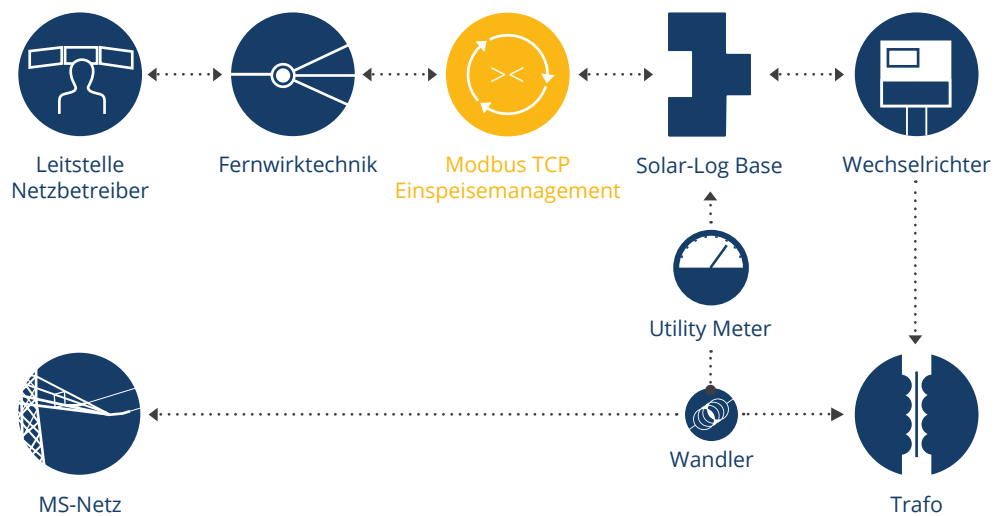 Leitstelle
Netzbetreiber
Fernwirktechnik
Modbus TCP
Einspeisemanagement
Solar-Log Base
Wechselrichter
Utility Meter
Wandler
MS-Netz
Trafo